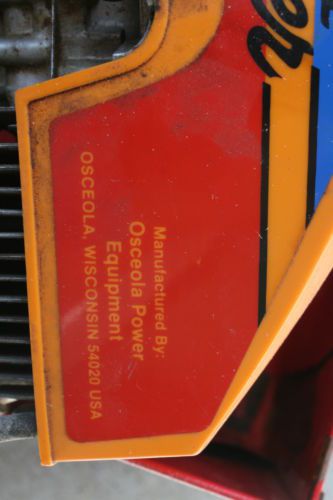 Manufactured By:
Osceola Power
Equipment
OSCEOLA, WISCONSIN 54020 USA